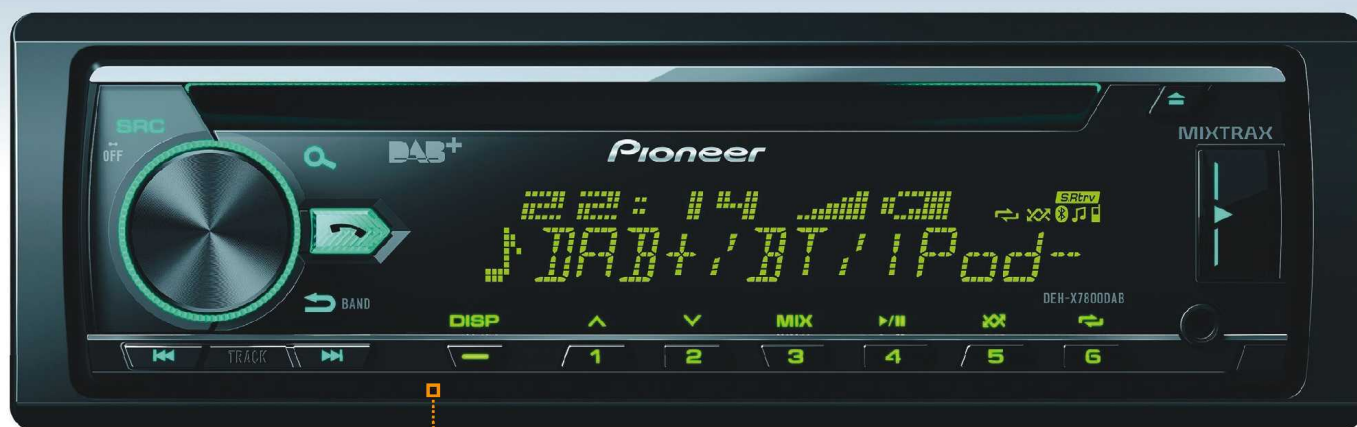 SRC
OFF
DAB+
Pioneer
MIXTRAX
22:14
S.Rtrv
DAB+/BT/iPod
BAND
DEH-X7800DAB
DISP
MIX
TRACK
1 2 3 4 5 6